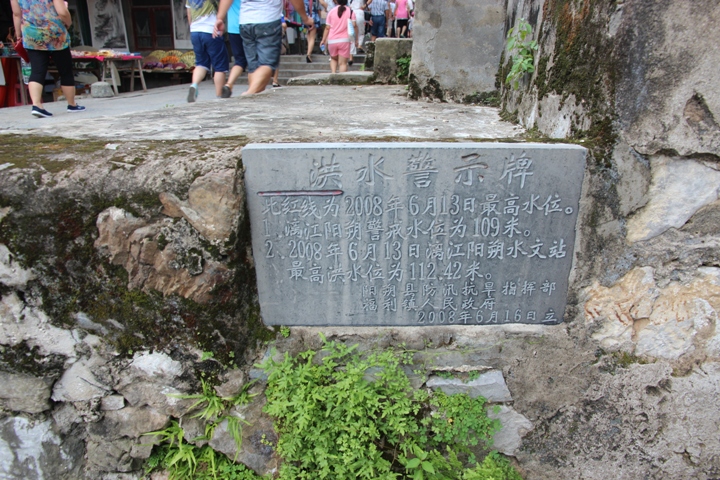 洪水警示牌
此红线为2008年6月13日最高水位。
1、漓江阳朔警戒水位为109米。
2、2008年6月13日漓江阳朔水文站
最高洪水位为112.42米。
阳朔县防汛抗旱指挥部
福利镇人民政府
2008年6月16日立